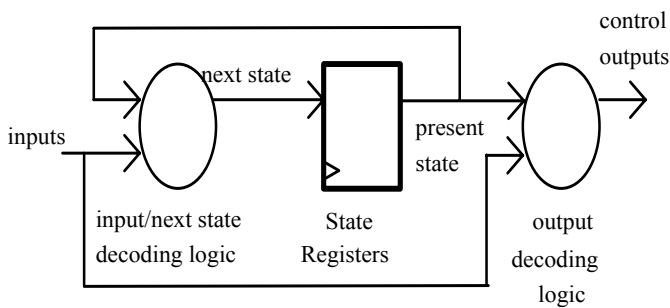 control
outputs
next state
inputs
present
state
input/next state
decoding logic
State
Registers
output
decoding
logic